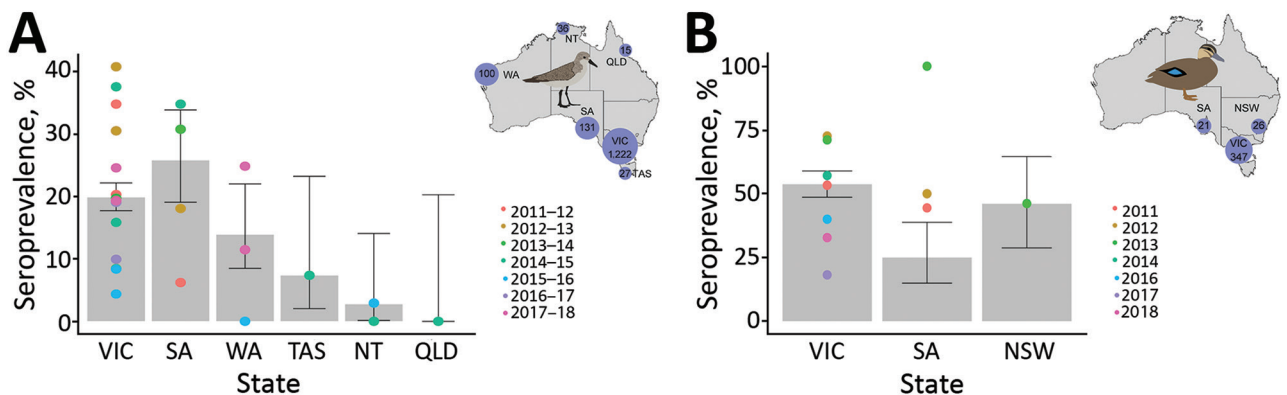 A
Seroprevalence, %
40
30
20
10
0
VIC SA WA TAS NT QLD
State
36
NT
15
QLD
100 WA
SA
131
VIC
1.222
27 TAS
2011–12
2012–13
2013–14
2014–15
2015–16
2016–17
2017–18
B
Seroprevalence, %
100
75
50
25
0
VIC SA NSW
State
SA NSW
21 26
VIC
347
2011
2012
2013
2014
2016
2017
2018